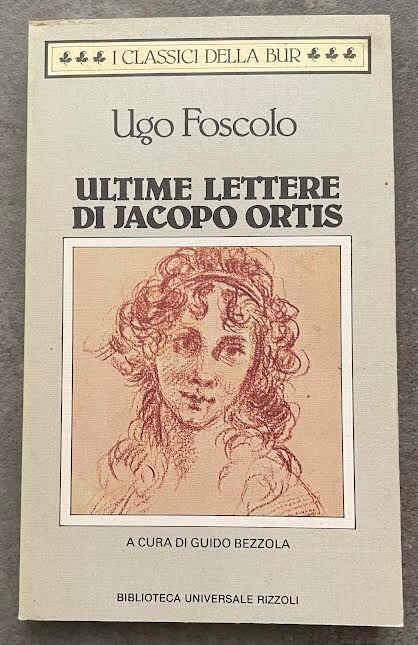 I CLASSICI DELLA BUR
Ugo Foscolo
ULTIME LETTERE
DI JACOPO ORTIS
A CURA DI GUIDO BEZZOLA
BIBLIOTECA UNIVERSALE RIZZOLI